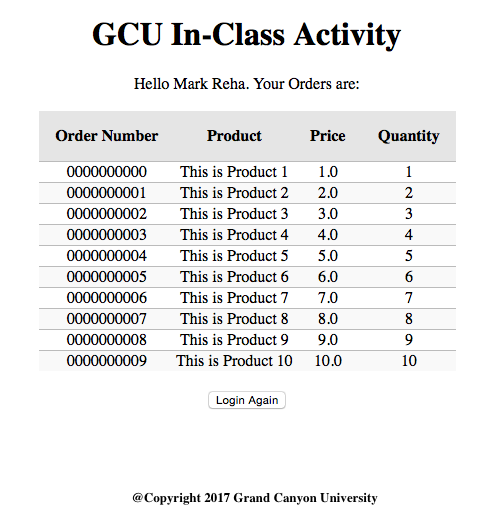 GCU In-Class Activity
Hello Mark Reha. Your Orders are:
Order Number Product Price Quantity
0000000000 This is Product 1 1.0 1
0000000001 This is Product 2 2.0 2
0000000002 This is Product 3 3.0 3
0000000003 This is Product 4 4.0 4
0000000004 This is Product 5 5.0 5
0000000005 This is Product 6 6.0 6
0000000006 This is Product 7 7.0 7
0000000007 This is Product 8 8.0 8
0000000008 This is Product 9 9.0 9
0000000009 This is Product 10 10.0 10
Login Again
@Copyright 2017 Grand Canyon University